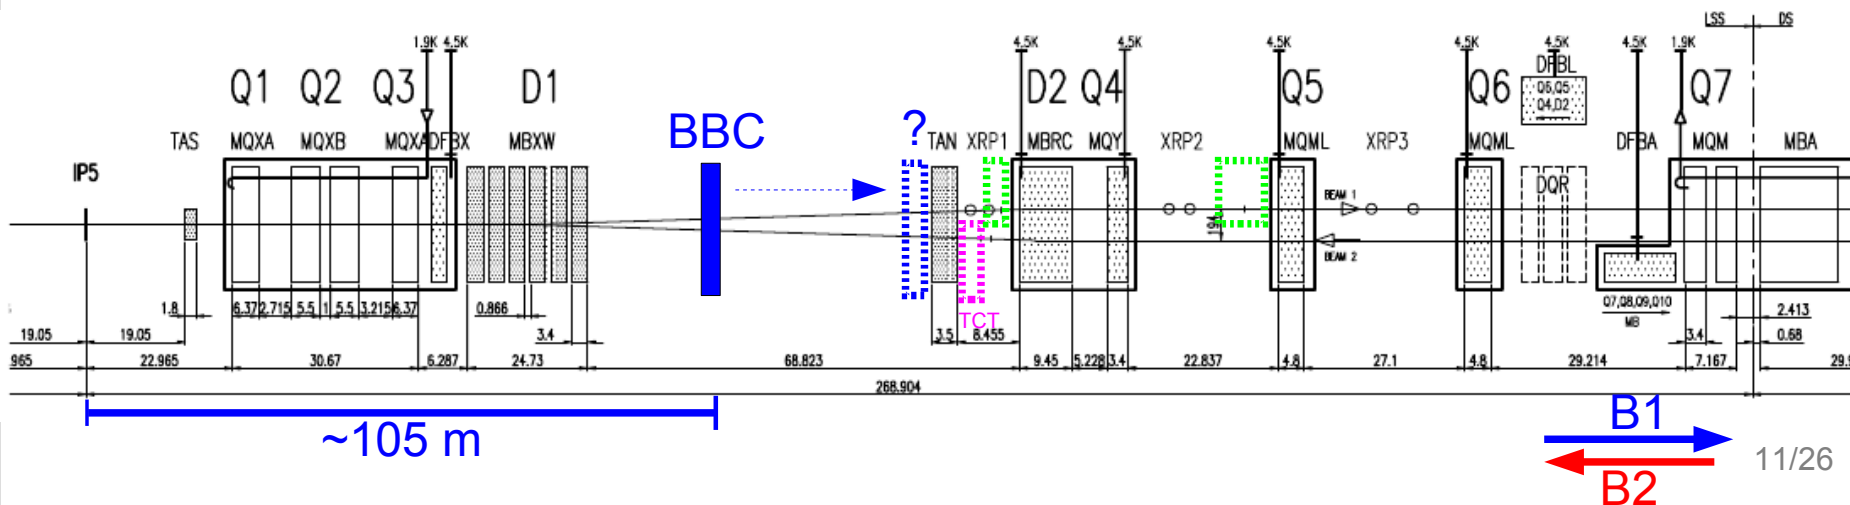 LSS DS
1.9K 4.5K 4.5K 4.5K 4.5K 4.5K 4.5K 4.5K 1.9K
Q1 Q2 Q3 D1 D2 Q4 Q5 Q6 DFBL Q7
Q6,Q5
Q4,D2
BBC ?
TAS MQXA MQXB MQXA DFBX MBXW TAN XRP1 MBRC MQY XRP2 MQML XRP3 MQML DFBA MQM MBA
IP5 DQR
BEAM 1
194
BEAM 2
1.8 6.37 2.715 5.5 1 5.5 3.215 6.37 0.866 TCT Q7,Q8,Q9,Q10
MB 2.413
19.05 19.05 3.4 3.5 8.455 3.4 0.68
965 22.965 30.67 6.287 24.73 68.823 9.45 5.228 3.4 22.837 4.8 27.1 4.8 29.214 7.167 29.9
268.904
~105 m B1
B2 11/26